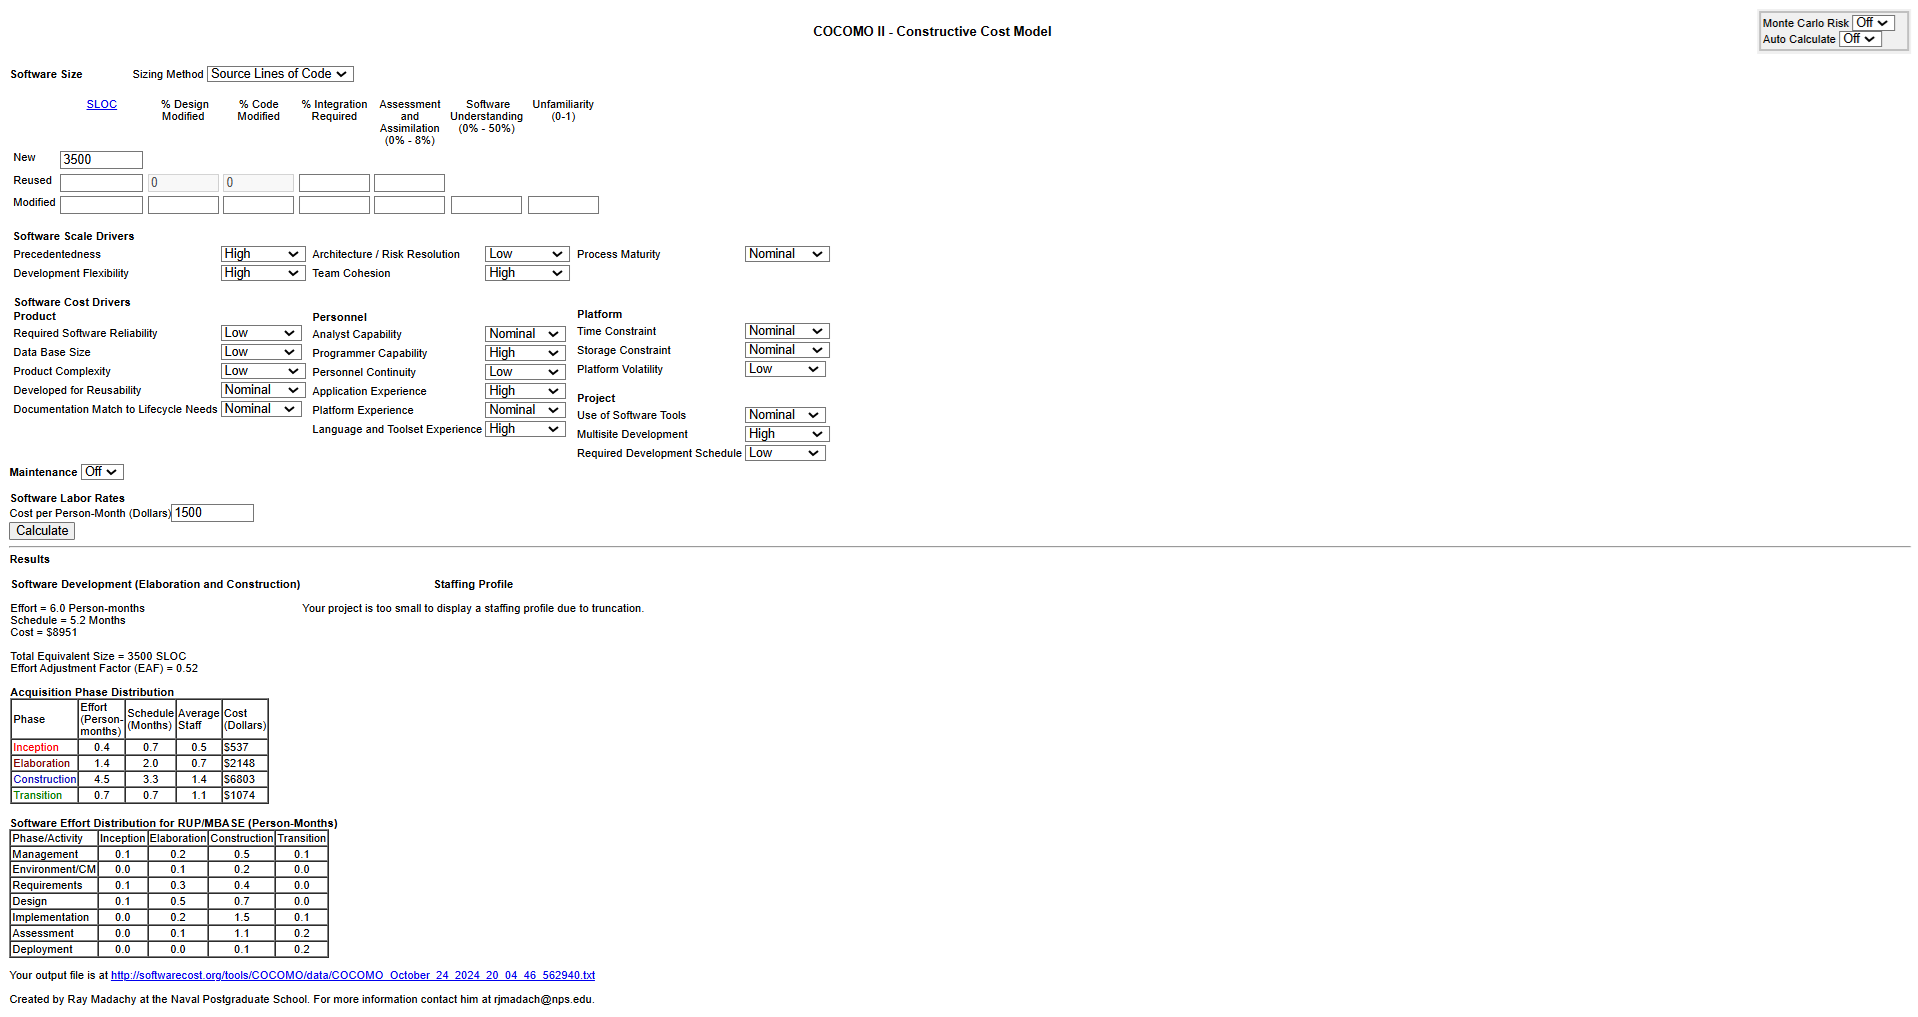 COCOMO II - Constructive Cost Model
Monte Carlo Risk Off
Auto Calculate Off
Software Size Sizing Method Source Lines of Code
SLOC % Design Modified % Code Modified % Integration Required Assessment and Assimilation (0% - 8%) Software Understanding (0% - 50%) Unfamiliarity (0-1)
New 3500
Reused 0 0
Modified
Software Scale Drivers
Precedentedness High Architecture / Risk Resolution Low Process Maturity Nominal
Development Flexibility High Team Cohesion High
Software Cost Drivers
Product
Required Software Reliability Low
Data Base Size Low
Product Complexity Low
Developed for Reusability Nominal
Documentation Match to Lifecycle Needs Nominal
Personnel
Analyst Capability Nominal
Programmer Capability High
Personnel Continuity Low
Application Experience High
Platform Experience Nominal
Language and Toolset Experience High
Platform
Time Constraint Nominal
Storage Constraint Nominal
Platform Volatility Low
Project
Use of Software Tools Nominal
Multisite Development High
Required Development Schedule Low
Maintenance Off
Software Labor Rates
Cost per Person-Month (Dollars) 1500
Calculate
Results
Software Development (Elaboration and Construction) Staffing Profile
Effort = 6.0 Person-months Your project is too small to display a staffing profile due to truncation.
Schedule = 5.2 Months
Cost = $8951
Total Equivalent Size = 3500 SLOC
Effort Adjustment Factor (EAF) = 0.52
Acquisition Phase Distribution
Phase Effort (Person-months) Schedule (Months) Average Staff Cost (Dollars)
Inception 0.4 0.7 0.5 $537
Elaboration 1.4 2.0 0.7 $2148
Construction 4.5 3.3 1.4 $6803
Transition 0.7 0.7 1.1 $1074
Software Effort Distribution for RUP/MBASE (Person-Months)
Phase/Activity Inception Elaboration Construction Transition
Management 0.1 0.2 0.5 0.1
Environment/CM 0.0 0.1 0.2 0.0
Requirements 0.1 0.3 0.4 0.0
Design 0.1 0.5 0.7 0.0
Implementation 0.0 0.2 1.5 0.1
Assessment 0.0 0.1 1.1 0.2
Deployment 0.0 0.0 0.1 0.2
Your output file is at http://softwarecost.org/tools/COCOMO/data/COCOMO_October_24_2024_20_04_46_562940.txt
Created by Ray Madachy at the Naval Postgraduate School. For more information contact him at rjmadach@nps.edu.